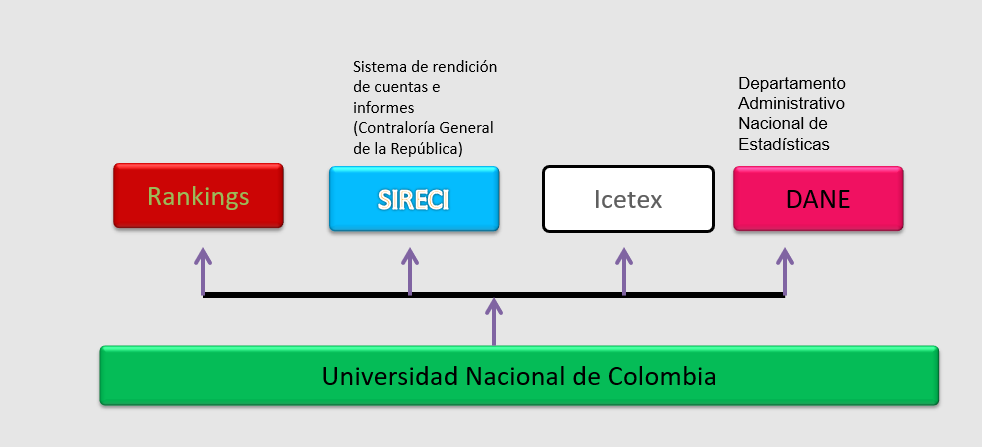 Sistema de rendición
de cuentas e
informes
(Contraloría General
de la República)
Departamento
Administrativo
Nacional de
Estadísticas
Rankings
SIRECI
Icetex
DANE
Universidad Nacional de Colombia